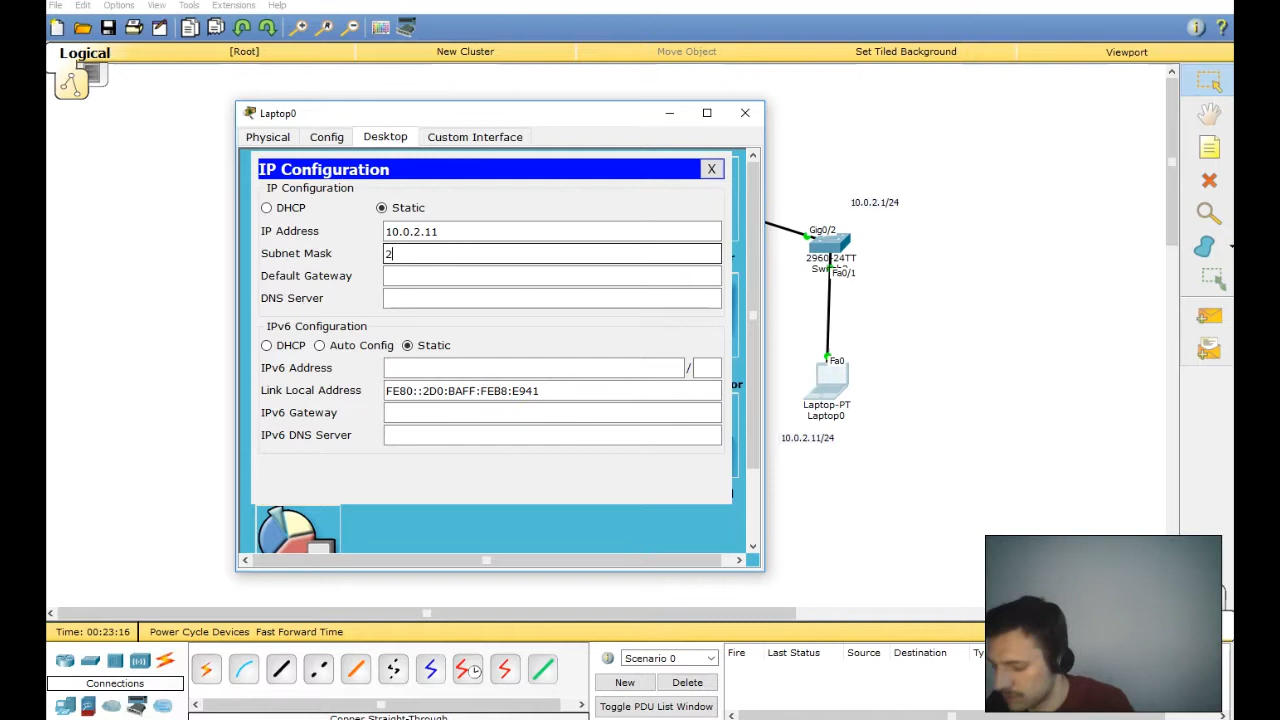 File Edit Options View Tools Extensions Help
Logical [Root] New Cluster Move Object Set Tiled Background Viewport
Laptop0
Physical Config Desktop Custom Interface
IP Configuration X
IP Configuration
DHCP Static
IP Address 10.0.2.11
Subnet Mask 2
Default Gateway
DNS Server
IPv6 Configuration
DHCP Auto Config Static
IPv6 Address /
Link Local Address FE80::2D0:BAFF:FEB8:E941
IPv6 Gateway
IPv6 DNS Server
10.0.2.1/24
Gig0/2
2960-24TT
Fa0/1
Fa0
Laptop-PT
Laptop0
10.0.2.11/24
Time: 00:23:16 Power Cycle Devices Fast Forward Time
Connections
Copper Straight-Through
Scenario 0
New Delete
Toggle PDU List Window
Fire Last Status Source Destination